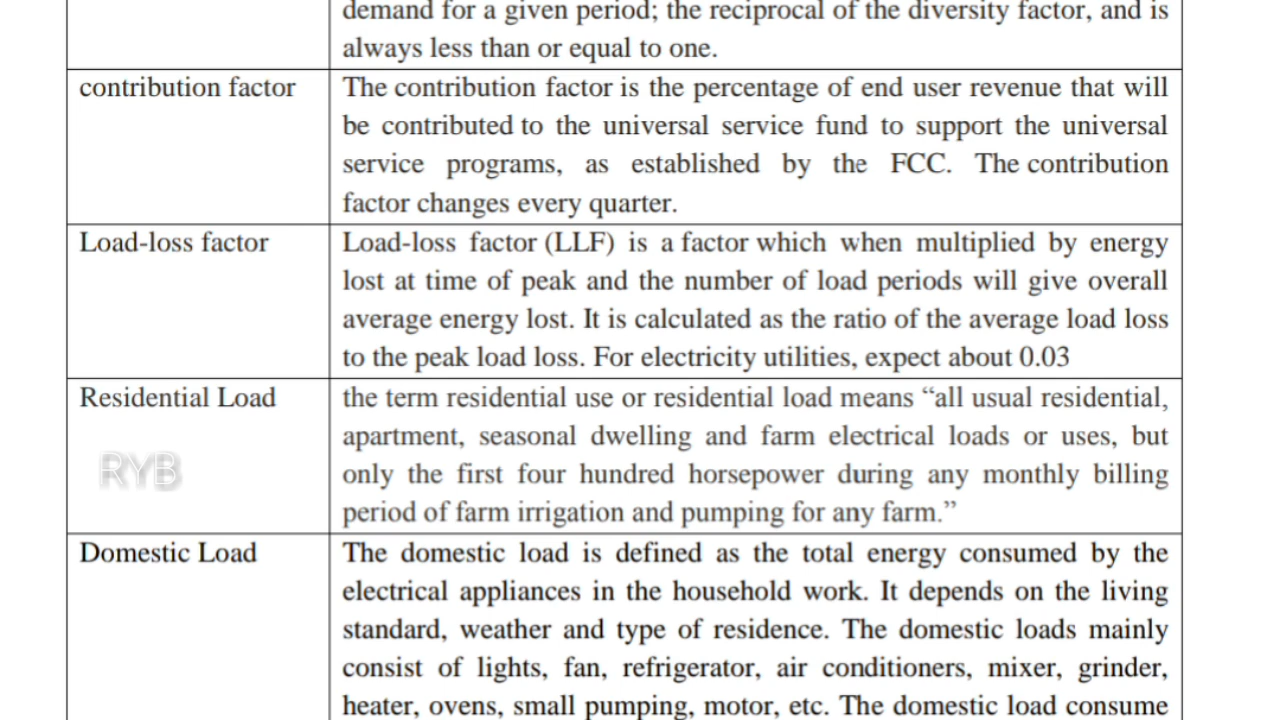 demand for a given period; the reciprocal of the diversity factor, and is
always less than or equal to one.
contribution factor
The contribution factor is the percentage of end user revenue that will
be contributed to the universal service fund to support the universal
service programs, as established by the FCC. The contribution
factor changes every quarter.
Load-loss factor
Load-loss factor (LLF) is a factor which when multiplied by energy
lost at time of peak and the number of load periods will give overall
average energy lost. It is calculated as the ratio of the average load loss
to the peak load loss. For electricity utilities, expect about 0.03
Residential Load
the term residential use or residential load means “all usual residential,
apartment, seasonal dwelling and farm electrical loads or uses, but
only the first four hundred horsepower during any monthly billing
period of farm irrigation and pumping for any farm.”
RYB
Domestic Load
The domestic load is defined as the total energy consumed by the
electrical appliances in the household work. It depends on the living
standard, weather and type of residence. The domestic loads mainly
consist of lights, fan, refrigerator, air conditioners, mixer, grinder,
heater, ovens, small pumping, motor, etc. The domestic load consume